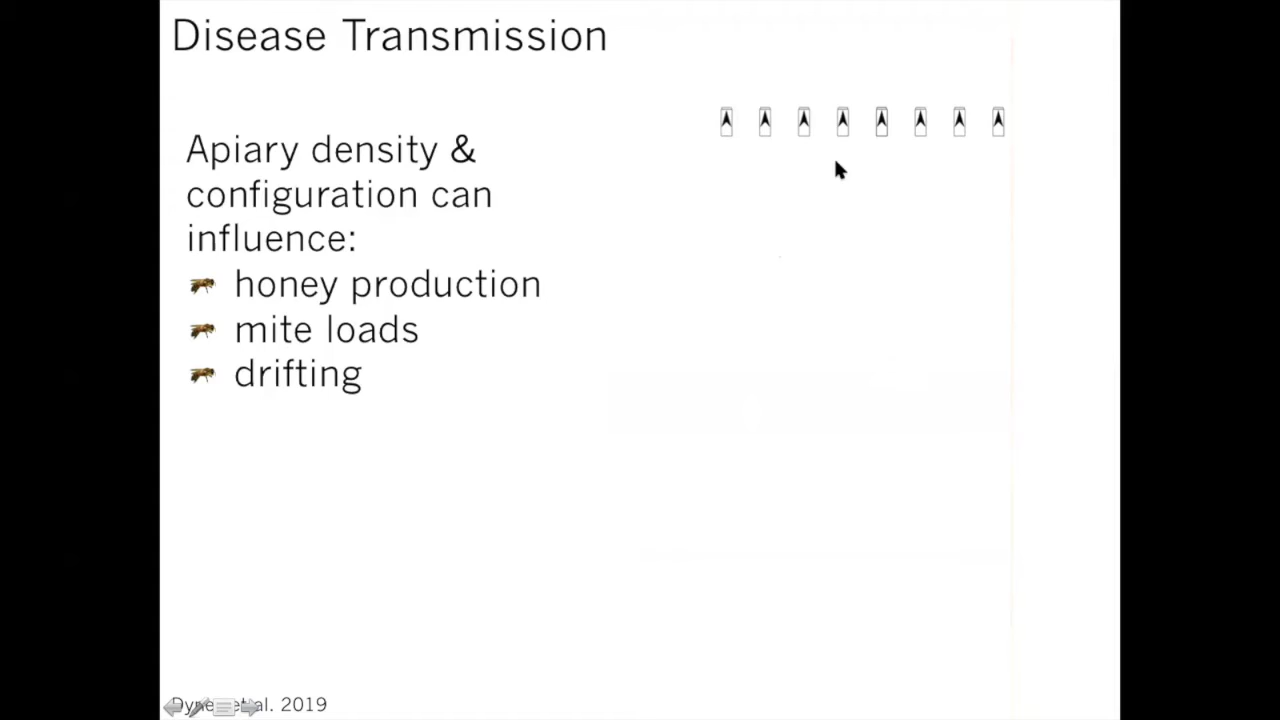 Disease Transmission
Apiary density &
configuration can
influence:
honey production
mite loads
drifting
al. 2019